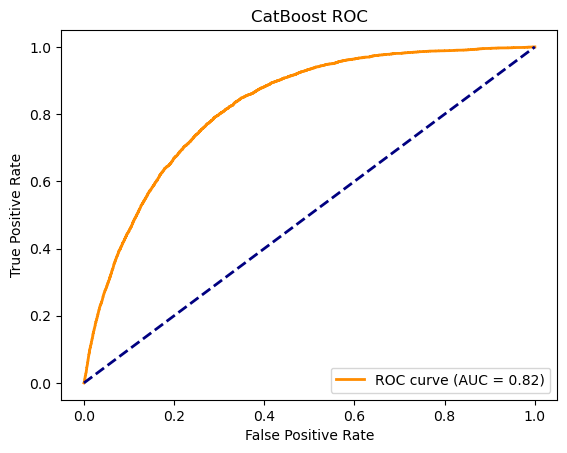 CatBoost ROC
True Positive Rate
1.0
0.8
0.6
0.4
0.2
0.0
ROC curve (AUC = 0.82)
0.0 0.2 0.4 0.6 0.8 1.0
False Positive Rate